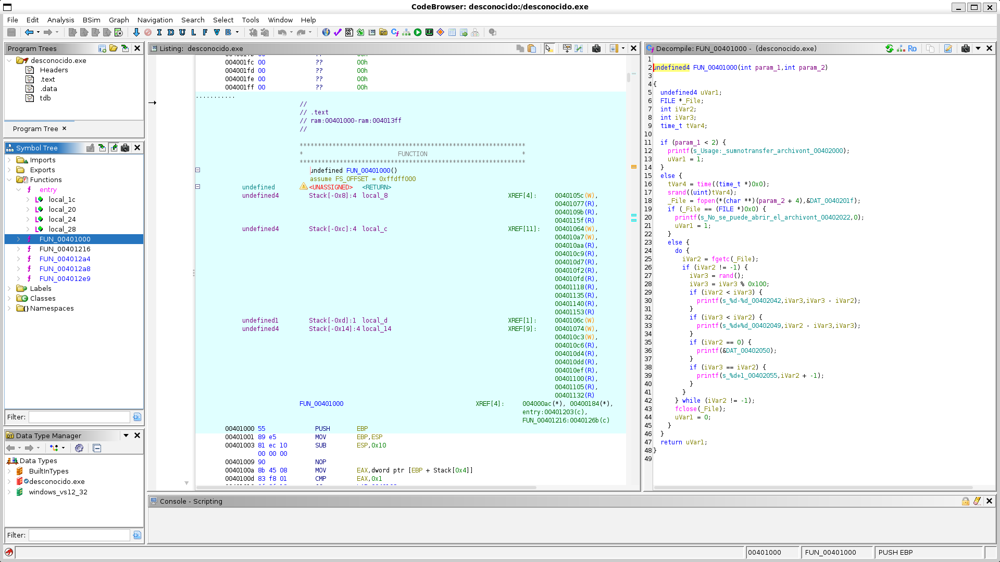 CodeBrowser: desconocido:/desconocido.exe
File Edit Analysis BSim Graph Navigation Search Select Tools Window Help
I D U L F V B
Program Trees
desconocido.exe
Headers
.text
.data
tdb
Program Tree
Symbol Tree
Imports
Exports
Functions
entry
local_1c
local_20
local_24
local_28
FUN_00401000
FUN_00401216
FUN_004012a4
FUN_004012a8
FUN_004012e9
Labels
Classes
Namespaces
Filter:
Data Type Manager
Data Types
BuiltInTypes
desconocido.exe
windows_vs12_32
Filter:
Listing: desconocido.exe
004001fc 00 ?? 00h
004001fd 00 ?? 00h
004001fe 00 ?? 00h
004001ff 00 ?? 00h
...........
//
// .text
// ram:00401000-ram:004013ff
//
**************************************************************
* FUNCTION *
**************************************************************
undefined FUN_00401000()
assume FS_OFFSET = 0xffdff000
undefined <UNASSIGNED> <RETURN>
undefined4 Stack[-0x8]:4 local_8 XREF[4]: 0040105c(W),
00401077(R),
0040109b(R),
0040115f(R)
undefined4 Stack[-0xc]:4 local_c XREF[11]: 00401064(W),
004010a7(W),
004010aa(R),
004010c9(R),
004010d7(R),
004010f2(R),
004010fd(R),
00401118(R),
00401135(R),
00401140(R),
00401153(R)
undefined1 Stack[-0xd]:1 local_d XREF[1]: 0040106c(W)
undefined4 Stack[-0x14]:4 local_14 XREF[9]: 00401074(W),
004010c3(W),
004010c6(R),
004010d4(R),
004010dd(R),
004010ef(R),
00401100(R),
00401105(R),
00401132(R)
FUN_00401000 XREF[4]: 004000ac(*), 00400184(*),
entry:00401203(c),
FUN_00401216:0040126b(c)
00401000 55 PUSH EBP
00401001 89 e5 MOV EBP,ESP
00401003 81 ec 10 SUB ESP,0x10
00 00 00
00401009 90 NOP
0040100a 8b 45 08 MOV EAX,dword ptr [EBP + Stack[0x4]]
0040100d 83 f8 01 CMP EAX,0x1
Decompile: FUN_00401000 - (desconocido.exe)
Ro
1
2 undefined4 FUN_00401000(int param_1,int param_2)
3
4 {
5 undefined4 uVar1;
6 FILE *_File;
7 int iVar2;
8 int iVar3;
9 time_t tVar4;
10
11 if (param_1 < 2) {
12 printf(s_Usage:_sumnotransfer_archivont_00402000);
13 uVar1 = 1;
14 }
15 else {
16 tVar4 = time((time_t *)0x0);
17 srand((uint)tVar4);
18 _File = fopen(*(char **)(param_2 + 4),&DAT_0040201f);
19 if (_File == (FILE *)0x0) {
20 printf(s_No_se_puede_abrir_el_archivont_00402022,0);
21 uVar1 = 1;
22 }
23 else {
24 do {
25 iVar2 = fgetc(_File);
26 if (iVar2 != -1) {
27 iVar3 = rand();
28 iVar3 = iVar3 % 0x100;
29 if (iVar2 < iVar3) {
30 printf(s_%d-%d_00402042,iVar3,iVar3 - iVar2);
31 }
32 if (iVar3 < iVar2) {
33 printf(s_%d+%d_00402049,iVar2 - iVar3,iVar3);
34 }
35 if (iVar2 == 0) {
36 printf(&DAT_00402050);
37 }
38 if (iVar3 == iVar2) {
39 printf(s_%d+1_00402055,iVar2 + -1);
40 }
41 }
42 } while (iVar2 != -1);
43 fclose(_File);
44 uVar1 = 0;
45 }
46 }
47 return uVar1;
48 }
49
Console - Scripting
00401000 FUN_00401000 PUSH EBP